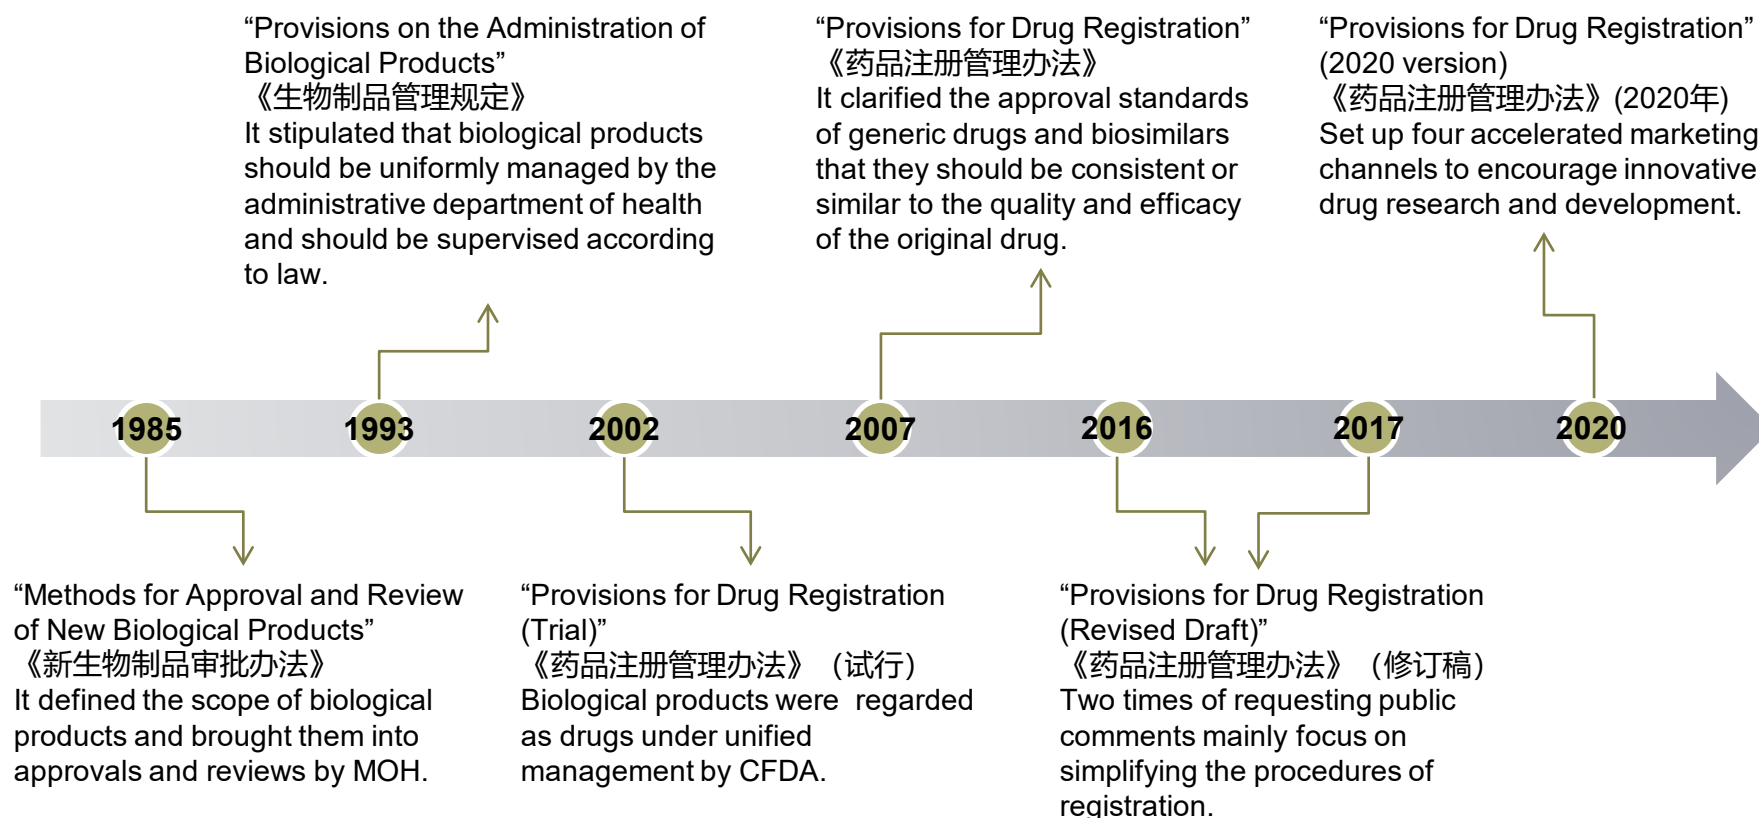 “Provisions on the Administration of
Biological Products”
《生物制品管理规定》
It stipulated that biological products
should be uniformly managed by the
administrative department of health
and should be supervised according
to law.
“Provisions for Drug Registration”
《药品注册管理办法》
It clarified the approval standards
of generic drugs and biosimilars
that they should be consistent or
similar to the quality and efficacy
of the original drug.
“Provisions for Drug Registration”
(2020 version)
《药品注册管理办法》(2020年)
Set up four accelerated marketing
channels to encourage innovative
drug research and development.
1985
1993
2002
2007
2016
2017
2020
“Methods for Approval and Review
of New Biological Products”
《新生物制品审批办法》
It defined the scope of biological
products and brought them into
approvals and reviews by MOH.
“Provisions for Drug Registration
(Trial)”
《药品注册管理办法》（试行）
Biological products were regarded
as drugs under unified
management by CFDA.
“Provisions for Drug Registration
(Revised Draft)”
《药品注册管理办法》（修订稿）
Two times of requesting public
comments mainly focus on
simplifying the procedures of
registration.